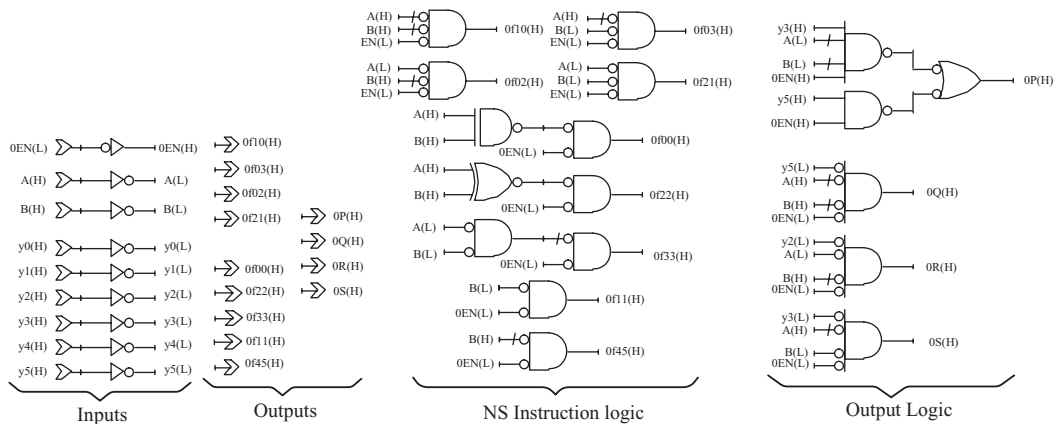 0EN(L)
0EN(H)
A(H)
A(L)
B(H)
B(L)
y0(H)
y0(L)
y1(H)
y1(L)
y2(H)
y2(L)
y3(H)
y3(L)
y4(H)
y4(L)
y5(H)
y5(L)
Inputs
0f10(H)
0f03(H)
0f02(H)
0f21(H)
0f00(H)
0f22(H)
0f33(H)
0f11(H)
0f45(H)
0P(H)
0Q(H)
0R(H)
0S(H)
Outputs
A(H)
B(H)
EN(L)
0f10(H)
A(H)
B(L)
EN(L)
0f03(H)
A(L)
B(H)
EN(L)
0f02(H)
A(L)
B(L)
EN(L)
0f21(H)
A(H)
B(H)
0EN(L)
0f00(H)
A(H)
B(H)
0EN(L)
0f22(H)
A(L)
B(L)
0EN(L)
0f33(H)
B(L)
0EN(L)
0f11(H)
B(H)
0EN(L)
0f45(H)
NS Instruction logic
y3(H)
A(L)
B(L)
0EN(H)
y5(H)
0EN(H)
0P(H)
y5(L)
A(H)
B(H)
0EN(L)
0Q(H)
y2(L)
A(L)
B(H)
0EN(L)
0R(H)
y3(L)
A(H)
B(L)
0EN(L)
0S(H)
Output Logic